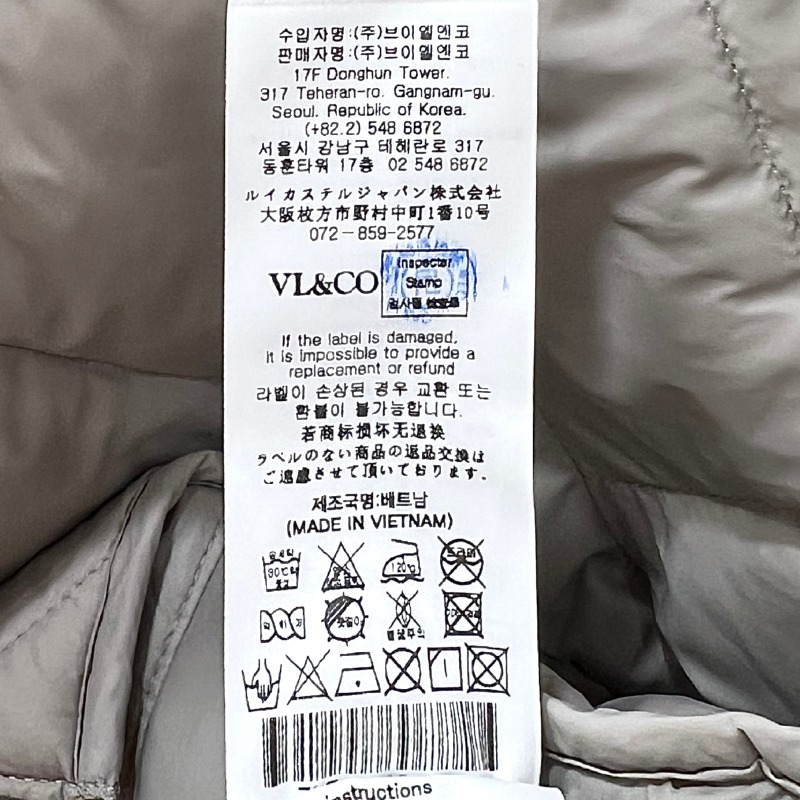 수입자명:(주)브이엘엔코
판매자명:(주)브이엘엔코
17F Donghun Tower.
317 Teheran-ro. Gangnam-gu.
Seoul. Republic of Korea.
(+82.2) 548 6872
서울시 강남구 테헤란로 317
동훈타워 17층 02 548 6872
ルイカステルジャパン株式会社
大阪枚方市野村中町1番10号
072-859-2577
VL&CO
Inspecter
Stamp
If the label is damaged,
it is impossible to provide a
replacement or refund
라벨이 손상된 경우 교환 또는
환불이 불가능합니다.
若商标损坏无退换
ラベルのない商品の返品交換は
ご遠慮させて頂いております。
제조국명:베트남
(MADE IN VIETNAM)
120℃
드라이
nstructions